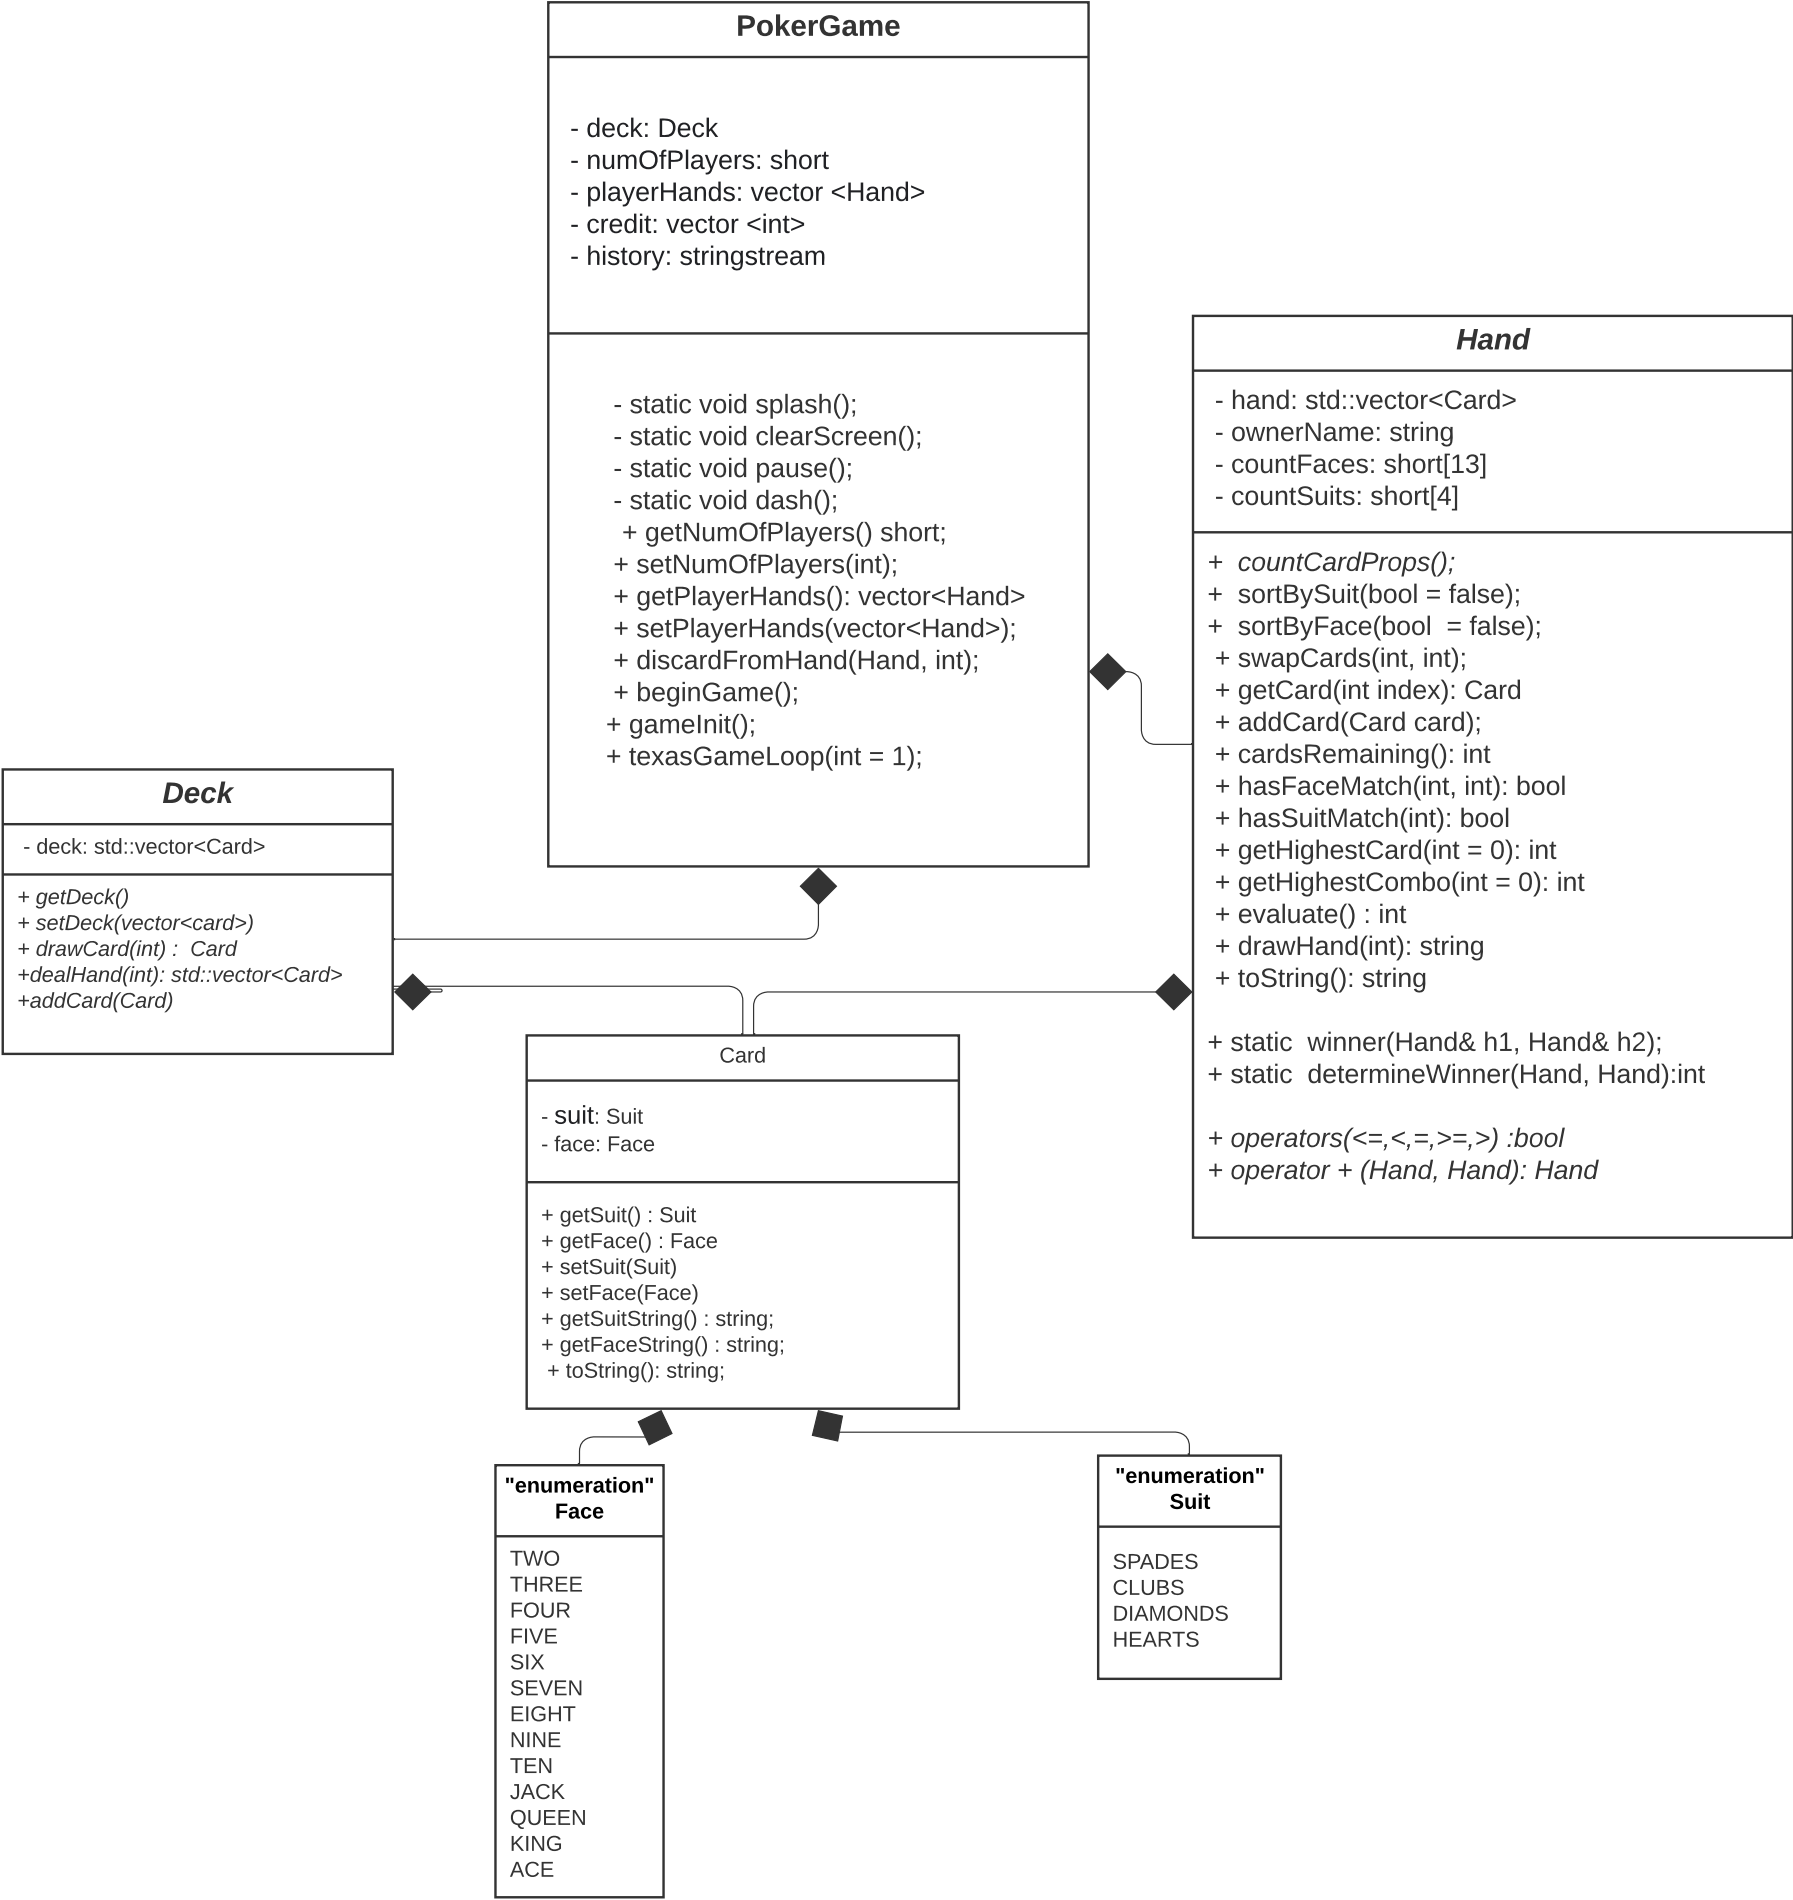 PokerGame
- deck: Deck
- numOfPlayers: short
- playerHands: vector <Hand>
- credit: vector <int>
- history: stringstream
- static void splash();
- static void clearScreen();
- static void pause();
- static void dash();
+ getNumOfPlayers() short;
+ setNumOfPlayers(int);
+ getPlayerHands(): vector<Hand>
+ setPlayerHands(vector<Hand>);
+ discardFromHand(Hand, int);
+ beginGame();
+ gameInit();
+ texasGameLoop(int = 1);
Hand
- hand: std::vector<Card>
- ownerName: string
- countFaces: short[13]
- countSuits: short[4]
+  countCardProps();
+  sortBySuit(bool = false);
+  sortByFace(bool  = false);
+ swapCards(int, int);
+ getCard(int index): Card
+ addCard(Card card);
+ cardsRemaining(): int
+ hasFaceMatch(int, int): bool
+ hasSuitMatch(int): bool
+ getHighestCard(int = 0): int
+ getHighestCombo(int = 0): int
+ evaluate() : int
+ drawHand(int): string
+ toString(): string
+ static  winner(Hand& h1, Hand& h2);
+ static  determineWinner(Hand, Hand):int
+ operators(<=,<,=,>=,>) :bool
+ operator + (Hand, Hand): Hand
Deck
- deck: std::vector<Card>
+ getDeck()
+ setDeck(vector<card>)
+ drawCard(int) :  Card
+dealHand(int): std::vector<Card>
+addCard(Card)
Card
- suit: Suit
- face: Face
+ getSuit() : Suit
+ getFace() : Face
+ setSuit(Suit)
+ setFace(Face)
+ getSuitString() : string;
+ getFaceString() : string;
+ toString(): string;
"enumeration"
Face
TWO
THREE
FOUR
FIVE
SIX
SEVEN
EIGHT
NINE
TEN
JACK
QUEEN
KING
ACE
"enumeration"
Suit
SPADES
CLUBS
DIAMONDS
HEARTS